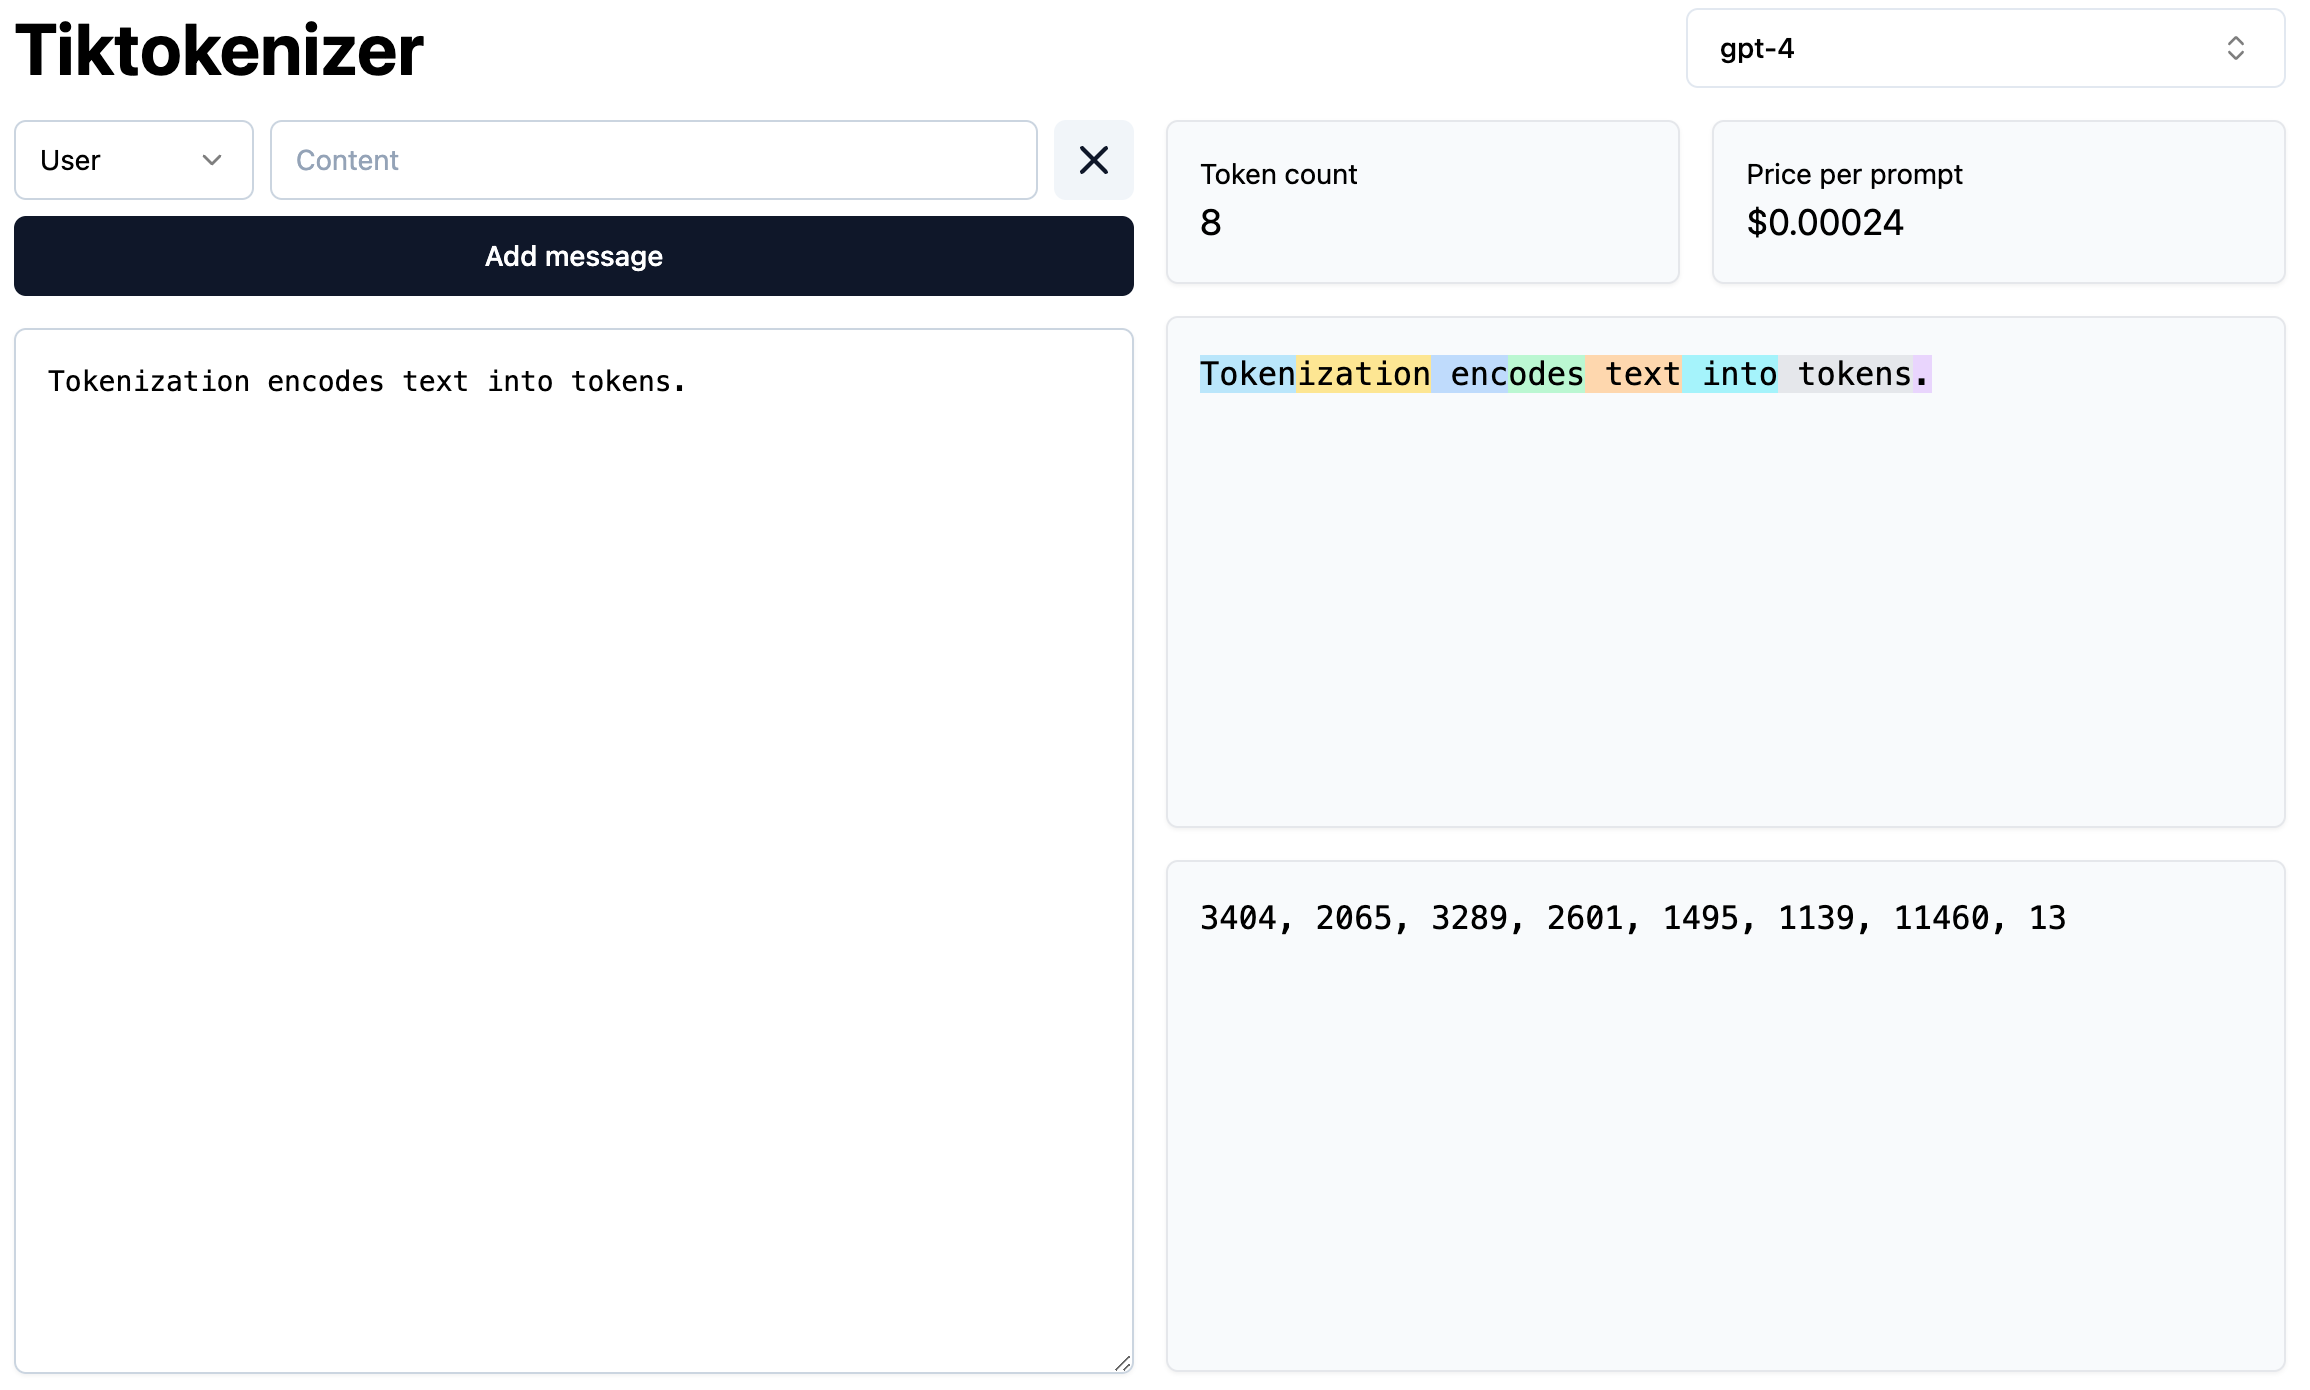 Tiktokenizer
gpt-4
User
Content
Add message
Token count
8
Price per prompt
$0.00024
Tokenization encodes text into tokens.
Tokenization encodes text into tokens.
3404, 2065, 3289, 2601, 1495, 1139, 11460, 13